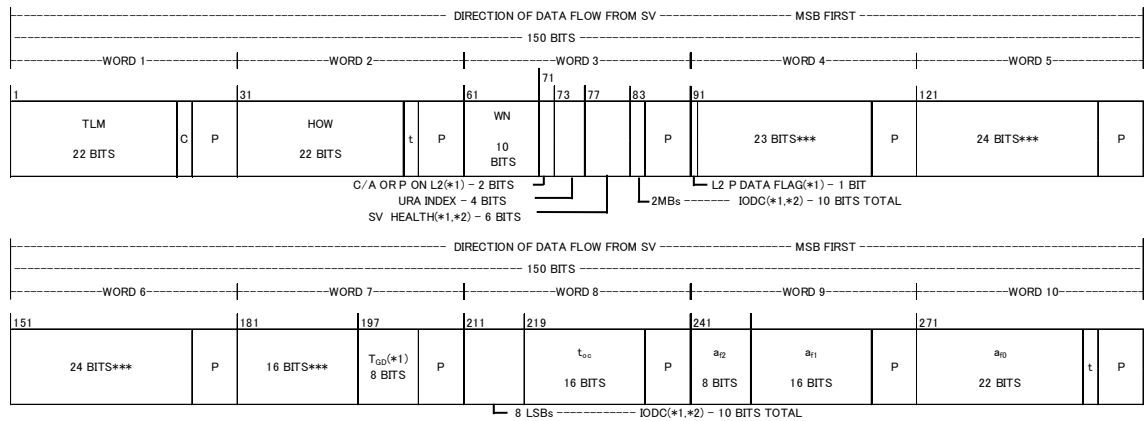 DIRECTION OF DATA FLOW FROM SV MSB FIRST
150 BITS
WORD 1 WORD 2 WORD 3 WORD 4 WORD 5
71
1 31 61 73 77 83 91 121
TLM HOW WN
22 BITS C P 22 BITS t P 10 BITS P 23 BITS*** P 24 BITS*** P
C/A OR P ON L2(*1) - 2 BITS L2 P DATA FLAG(*1) - 1 BIT
URA INDEX - 4 BITS 2MBs ------- IODC(*1,*2) - 10 BITS TOTAL
SV HEALTH(*1,*2) - 6 BITS
DIRECTION OF DATA FLOW FROM SV MSB FIRST
150 BITS
WORD 6 WORD 7 WORD 8 WORD 9 WORD 10
151 181 197 211 219 241 271
24 BITS*** P 16 BITS*** TGD(*1) 8 BITS P toc 16 BITS P af2 8 BITS af1 16 BITS P af0 22 BITS t P
8 LSBs ------------ IODC(*1,*2) - 10 BITS TOTAL